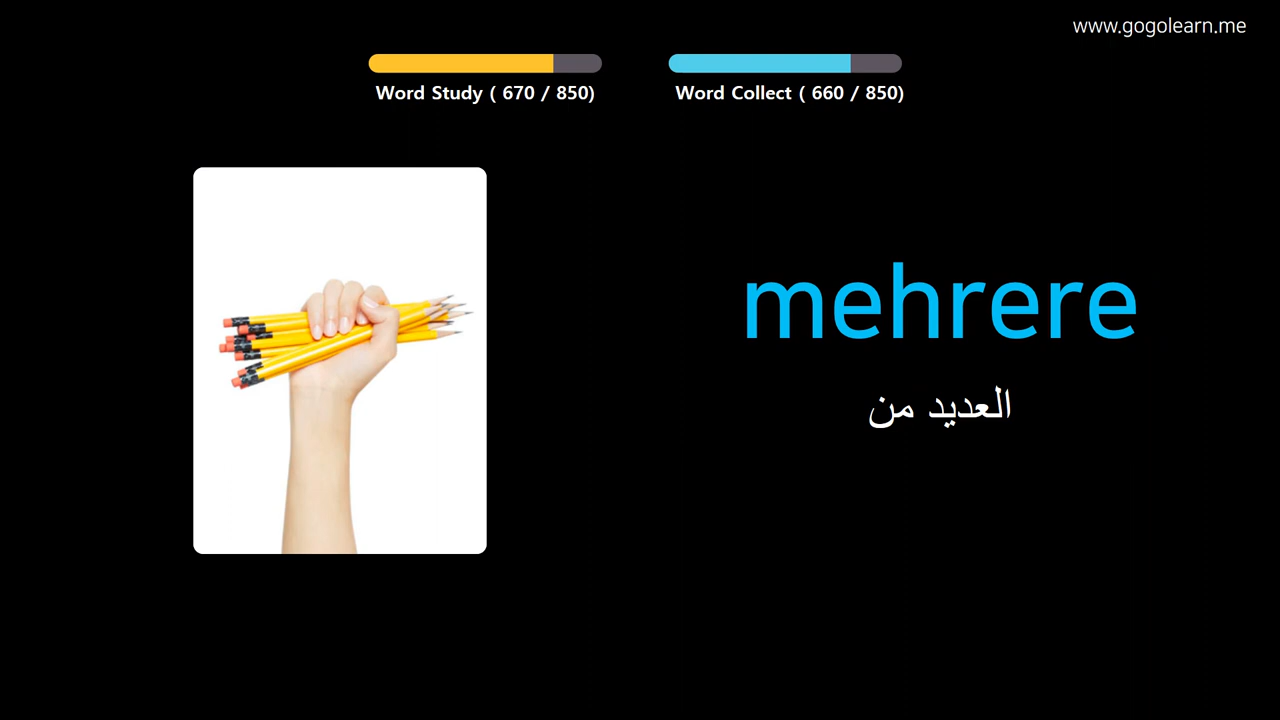 www.gogolearn.me
Word Study ( 670 / 850)
Word Collect ( 660 / 850)
mehrere
العديد من